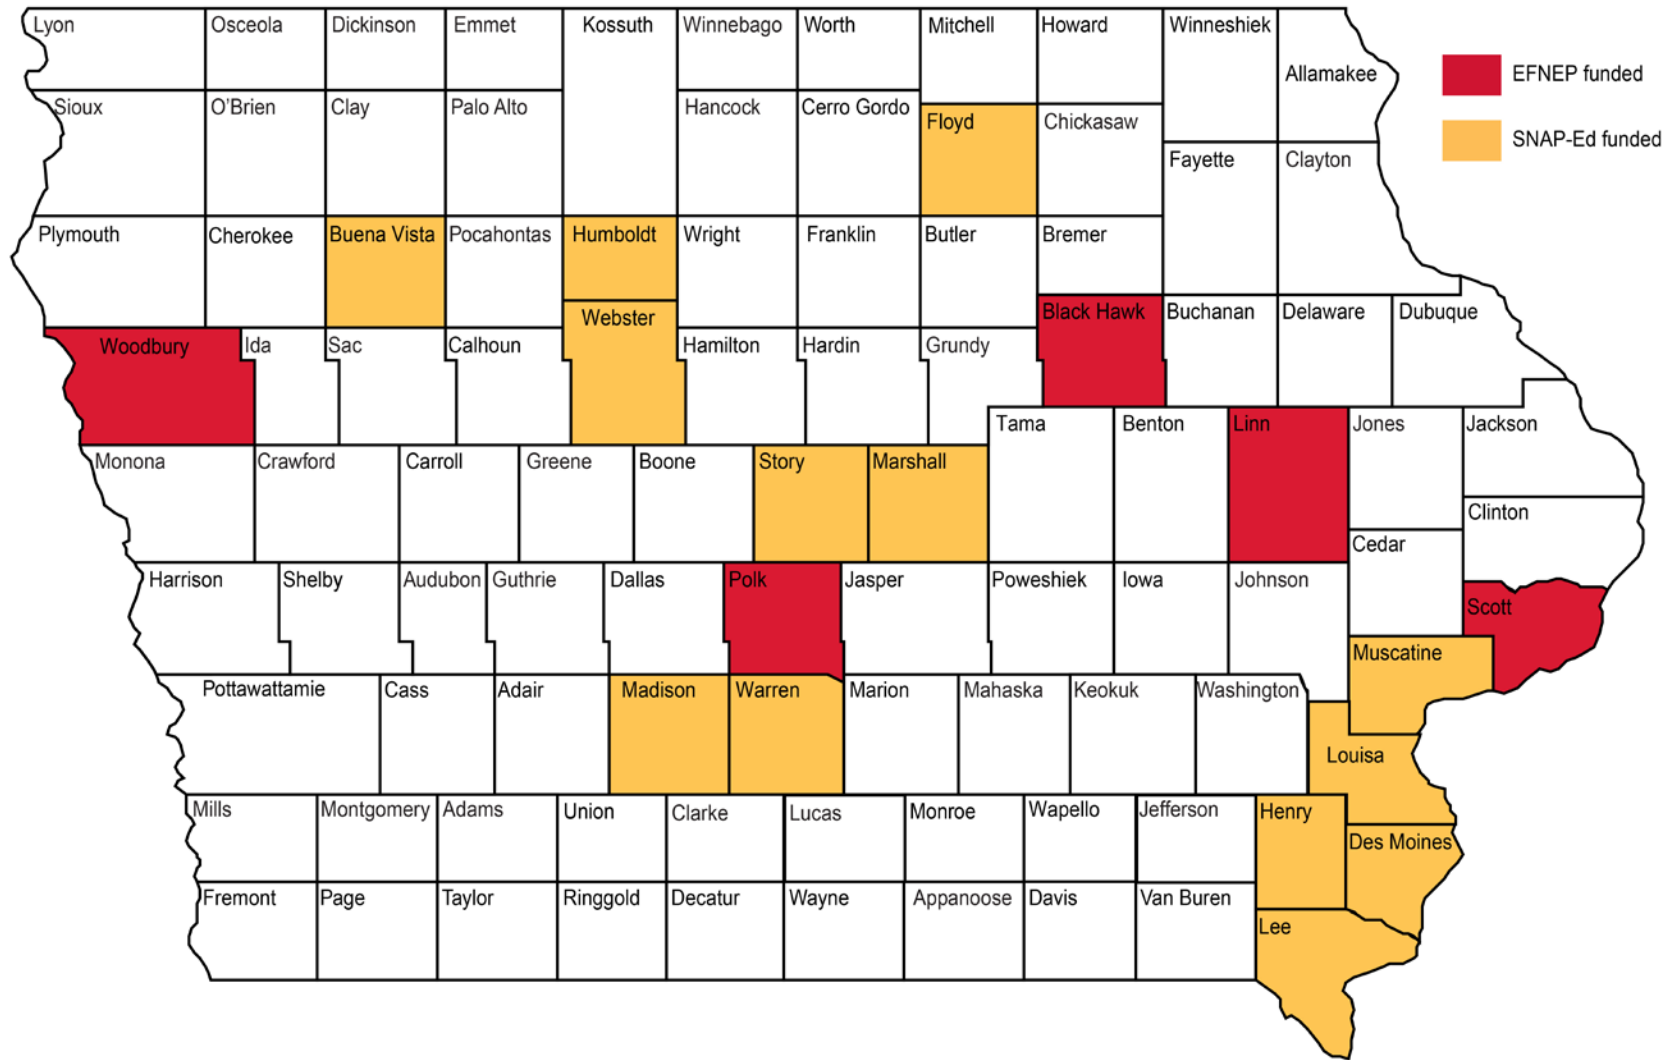 Lyon
Osceola
Dickinson
Emmet
Kossuth
Winnebago
Worth
Mitchell
Howard
Winneshiek
Allamakee
EFNEP funded
SNAP-Ed funded
Sioux
O'Brien
Clay
Palo Alto
Hancock
Cerro Gordo
Floyd
Chickasaw
Fayette
Clayton
Plymouth
Cherokee
Buena Vista
Pocahontas
Humboldt
Wright
Franklin
Butler
Bremer
Black Hawk
Buchanan
Delaware
Dubuque
Webster
Woodbury
Ida
Sac
Calhoun
Hamilton
Hardin
Grundy
Tama
Benton
Linn
Jones
Jackson
Monona
Crawford
Carroll
Greene
Boone
Story
Marshall
Clinton
Cedar
Harrison
Shelby
Audubon
Guthrie
Dallas
Polk
Jasper
Poweshiek
Iowa
Johnson
Scott
Muscatine
Pottawattamie
Cass
Adair
Madison
Warren
Marion
Mahaska
Keokuk
Washington
Louisa
Mills
Montgomery
Adams
Union
Clarke
Lucas
Monroe
Wapello
Jefferson
Henry
Des Moines
Fremont
Page
Taylor
Ringgold
Decatur
Wayne
Appanoose
Davis
Van Buren
Lee